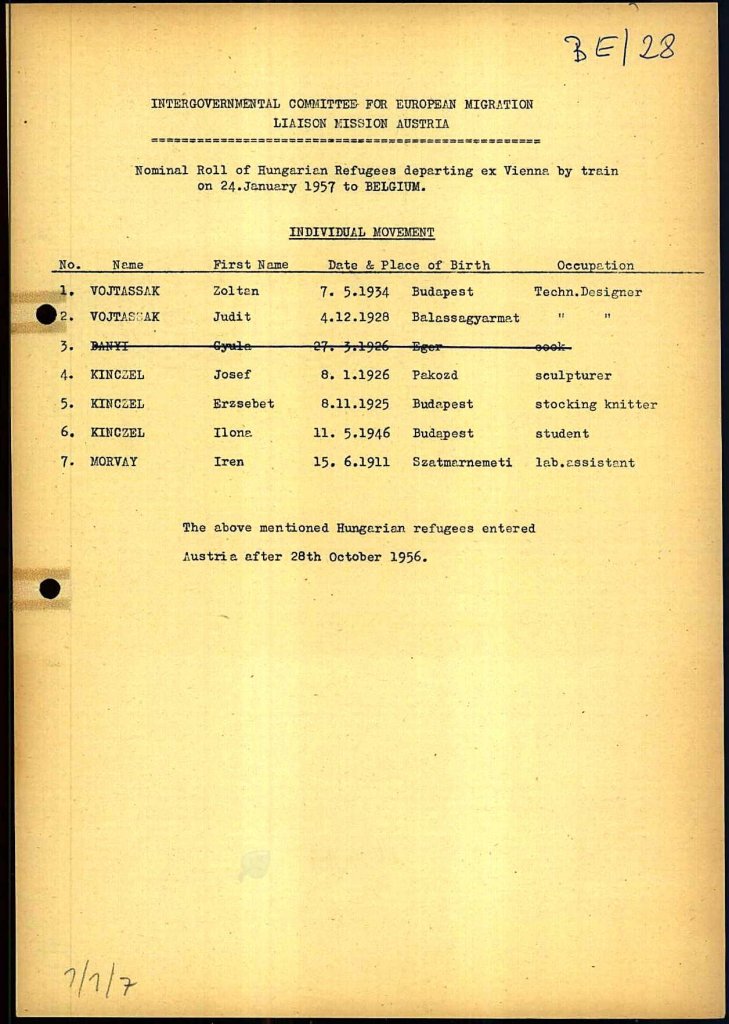 BE/28
INTERGOVERNMENTAL COMMITTEE FOR EUROPEAN MIGRATION
LIAISON MISSION AUSTRIA
==================================================
Nominal Roll of Hungarian Refugees departing ex Vienna by train
on 24.January 1957 to BELGIUM.
INDIVIDUAL MOVEMENT
No. Name First Name Date & Place of Birth Occupation
1. VOJTASSAK Zoltan 7. 5.1934 Budapest Techn.Designer
2. VOJTASSAK Judit 4.12.1928 Balassagyarmat " "
3. BANYI Gyula 27. 3.1926 Eger cook
4. KINCZEL Josef 8. 1.1926 Pakozd sculpturer
5. KINCZEL Erzsebet 8.11.1925 Budapest stocking knitter
6. KINCZEL Ilona 11. 5.1946 Budapest student
7. MORVAY Iren 15. 6.1911 Szatmarnemeti lab.assistant
The above mentioned Hungarian refugees entered
Austria after 28th October 1956.
1/1/7